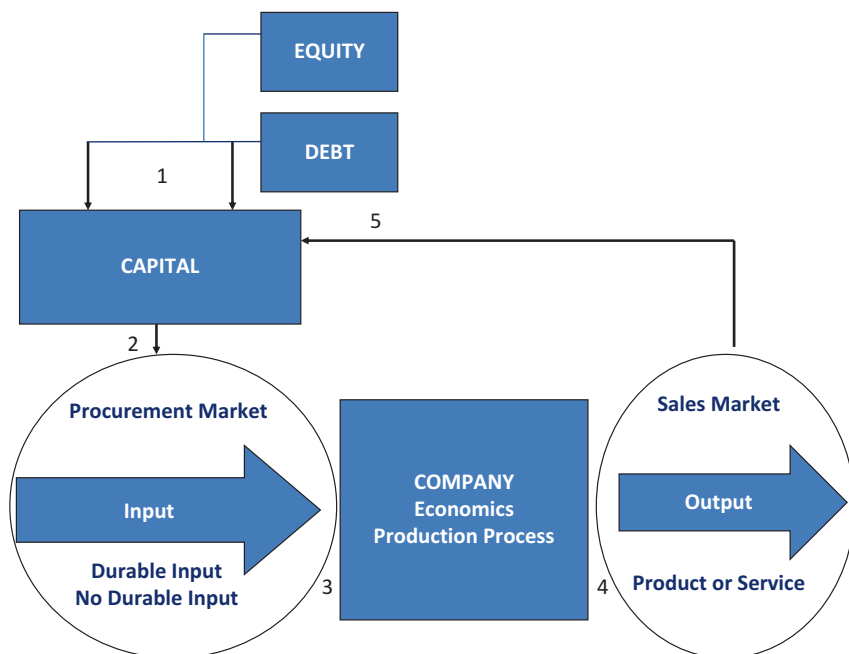 EQUITY
DEBT
1
5
CAPITAL
2
Procurement Market
Sales Market
Input
COMPANY
Economics
Production Process
Output
Durable Input
No Durable Input
3
4
Product or Service